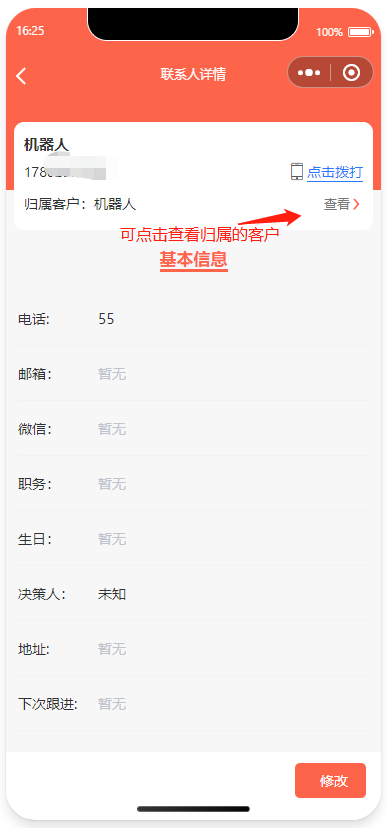 16:25
100%
联系人详情
机器人
178
点击拨打
归属客户：机器人
查看
可点击查看归属的客户
基本信息
电话: 55
邮箱: 暂无
微信: 暂无
职务: 暂无
生日: 暂无
决策人: 未知
地址: 暂无
下次跟进: 暂无
修改